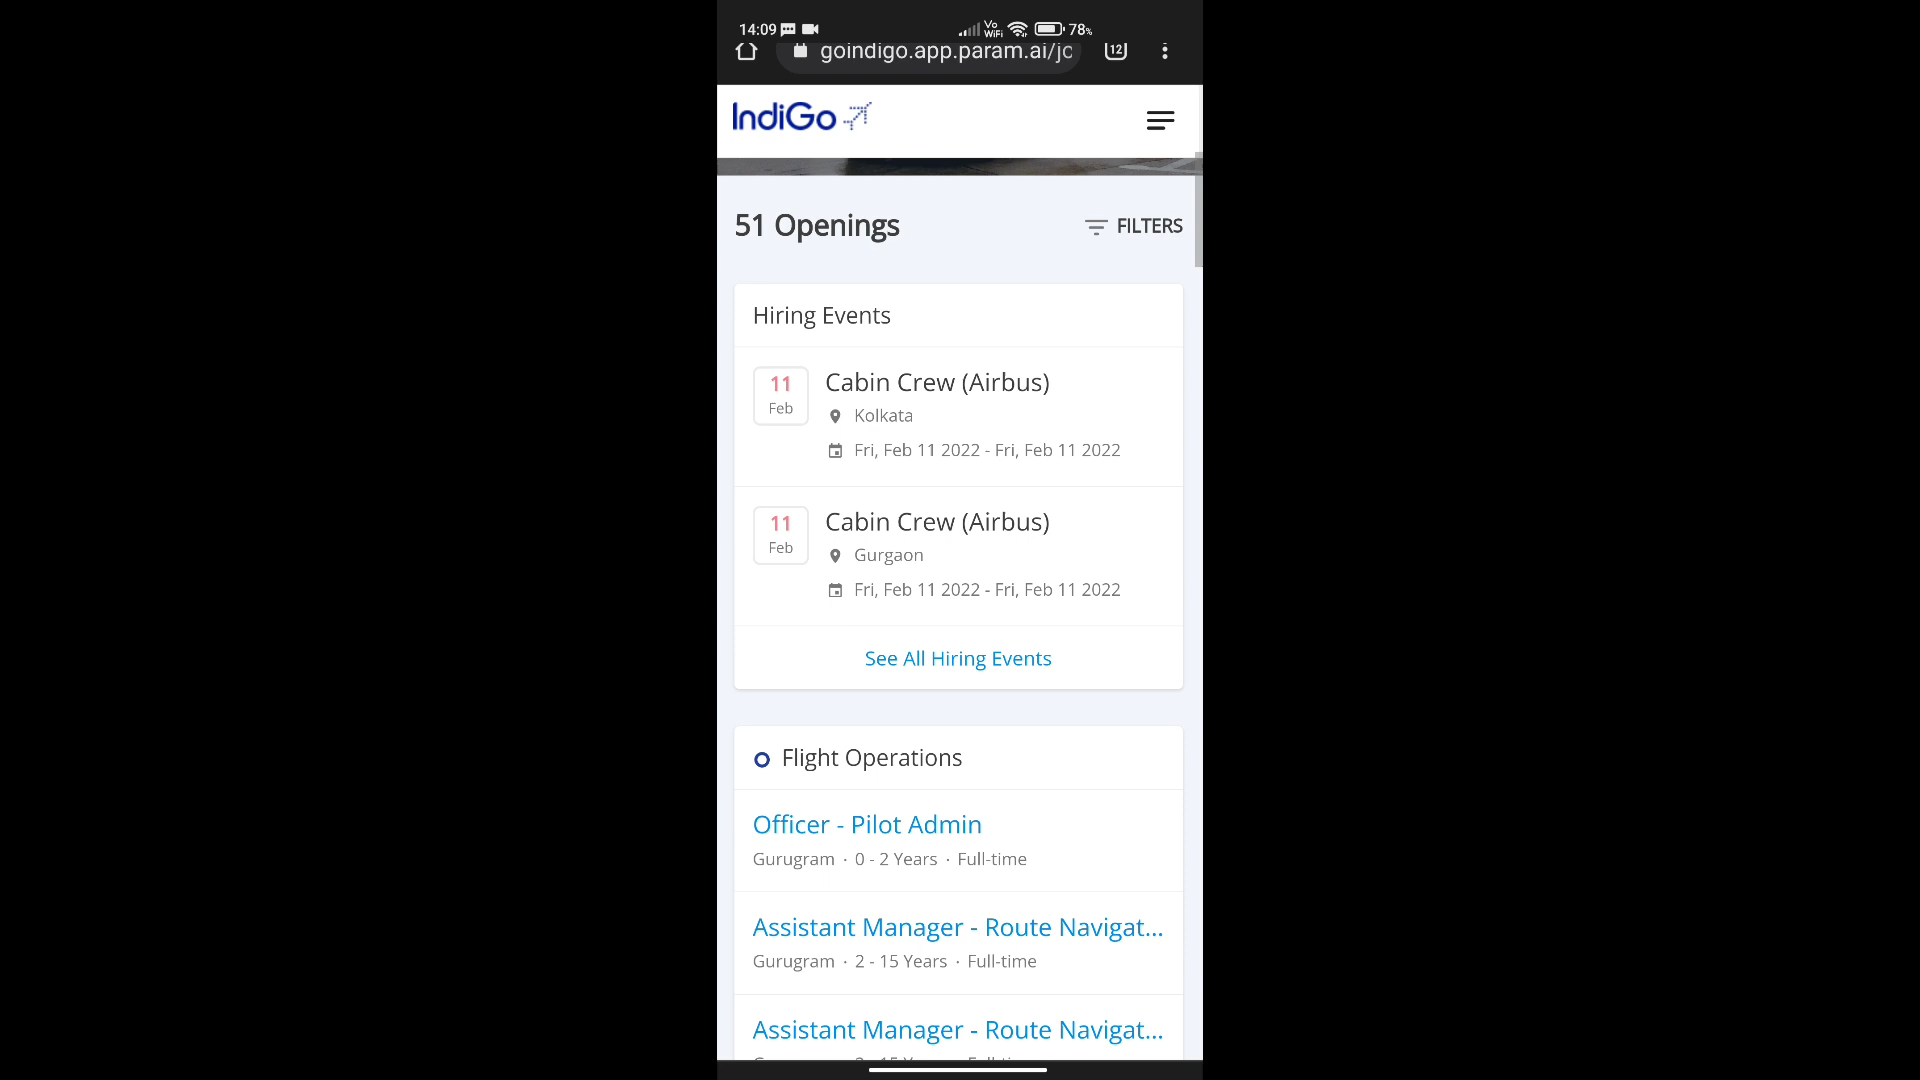 14:09 Vo WiFi 78%
goindigo.app.param.ai/jc 12
IndiGo
51 Openings FILTERS
Hiring Events
11 Feb
Cabin Crew (Airbus)
Kolkata
Fri, Feb 11 2022 - Fri, Feb 11 2022
11 Feb
Cabin Crew (Airbus)
Gurgaon
Fri, Feb 11 2022 - Fri, Feb 11 2022
See All Hiring Events
Flight Operations
Officer - Pilot Admin
Gurugram · 0 - 2 Years · Full-time
Assistant Manager - Route Navigat...
Gurugram · 2 - 15 Years · Full-time
Assistant Manager - Route Navigat...